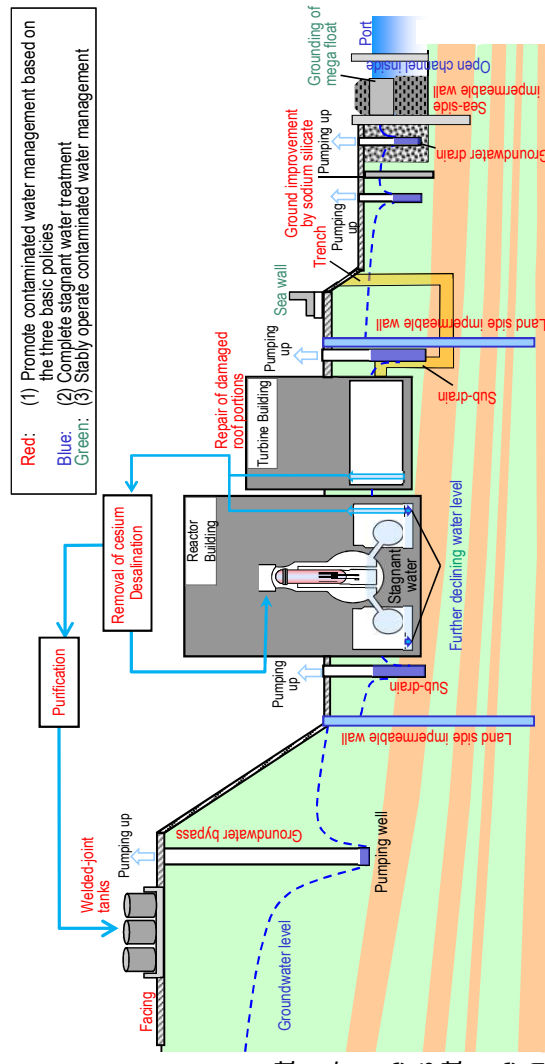 Red: (1) Promote contaminated water management based on
the three basic policies
Blue: (2) Complete stagnant water treatment
Green: (3) Stably operate contaminated water management
Purification
Removal of cesium
Desalination
Welded-joint
tanks
Facing
Pumping up
Groundwater bypass
Groundwater level
Pumping well
Land side impermeable
wall
Pumping
up
Sub-drain
Reactor
Building
Stagnant
water
Further declining water level
Repair of damaged
roof portions
Turbine Building
Pumping
up
Sub-drain
Land side impermeable wall
Sea wall
Trench
Ground improvement
by sodium silicate
Pumping
up
Pumping up
Groundwater drain
Sea-side
impermeable wall
Grounding of
mega float
Open channel inside
Port